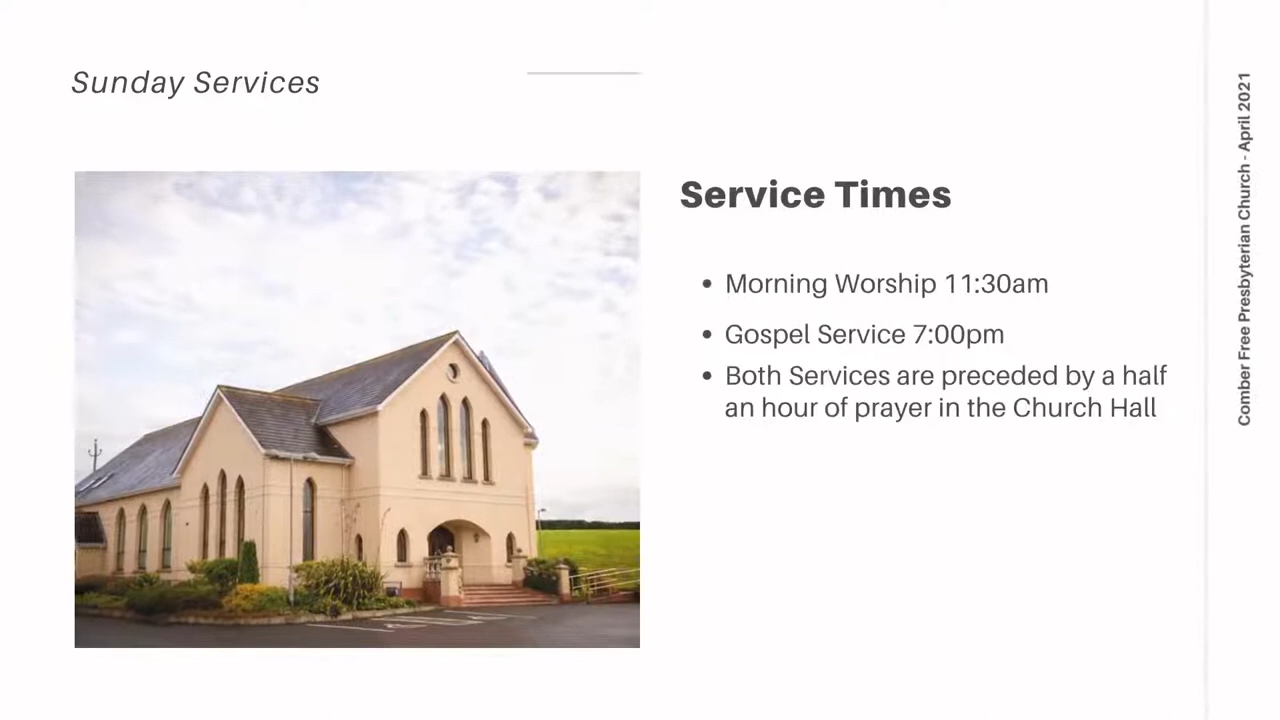 Sunday Services
Service Times
• Morning Worship 11:30am
• Gospel Service 7:00pm
• Both Services are preceded by a half
an hour of prayer in the Church Hall
Comber Free Presbyterian Church - April 2021